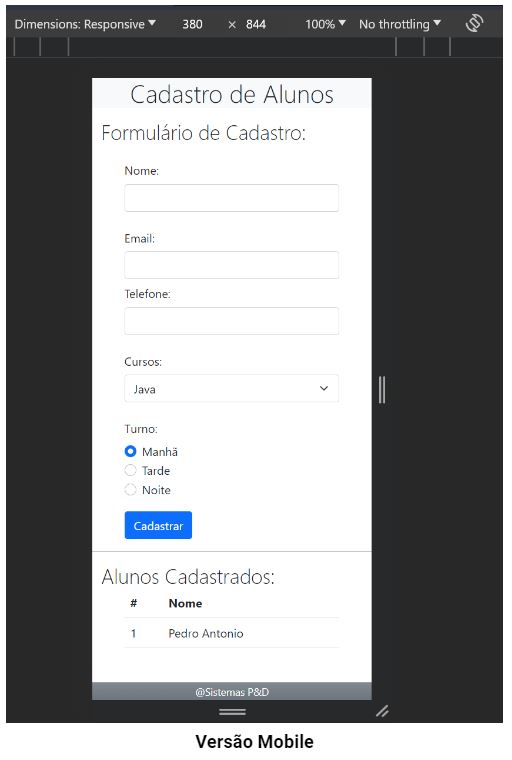 Dimensions: Responsive ▼ 380 × 844 100% ▼ No throttling ▼
Cadastro de Alunos
Formulário de Cadastro:
Nome:
Email:
Telefone:
Cursos:
Java
Turno:
Manhã
Tarde
Noite
Cadastrar
Alunos Cadastrados:
# Nome
1 Pedro Antonio
@Sistemas P&D
Versão Mobile